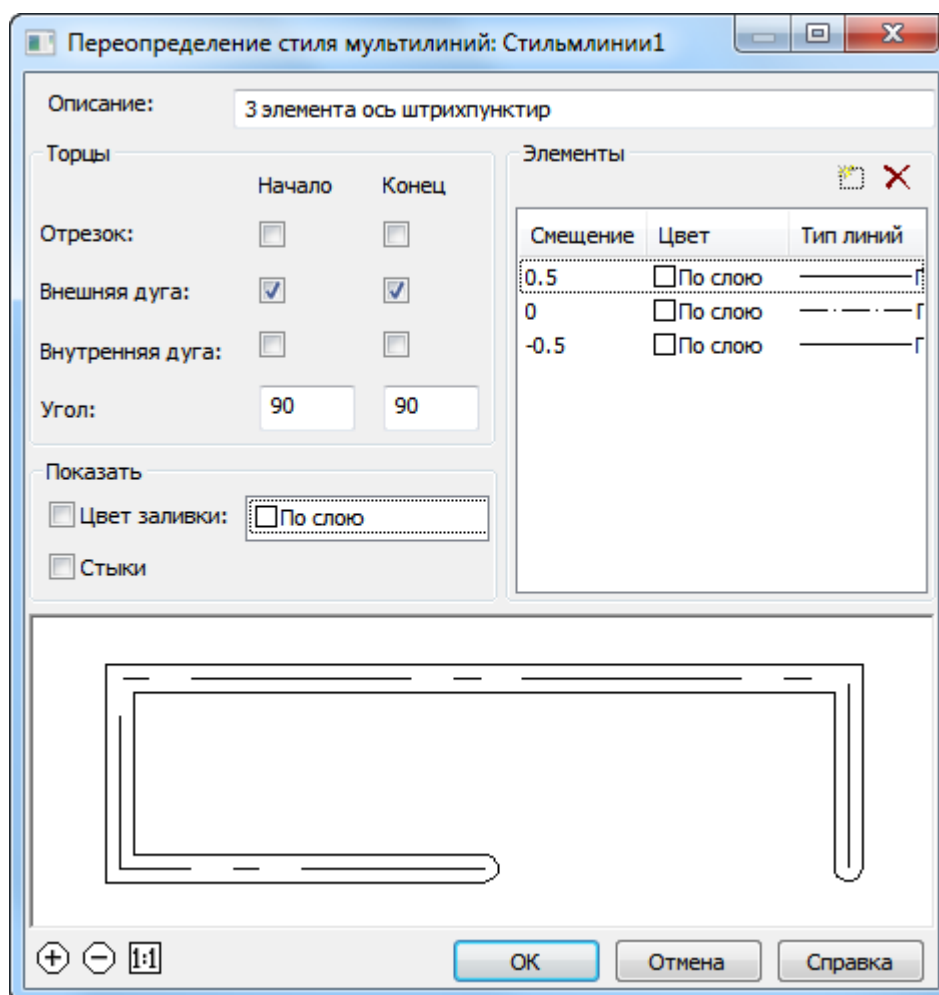 Переопределение стиля мультилиний: Стильмлинии1
Описание: 3 элемента ось штрихпунктир
Торцы
Начало Конец
Отрезок:
Внешняя дуга:
Внутренняя дуга:
Угол: 90 90
Показать
Цвет заливки: По слою
Стыки
Элементы
Смещение Цвет Тип линий
0.5 По слою
0 По слою
-0.5 По слою
1:1
ОК Отмена Справка